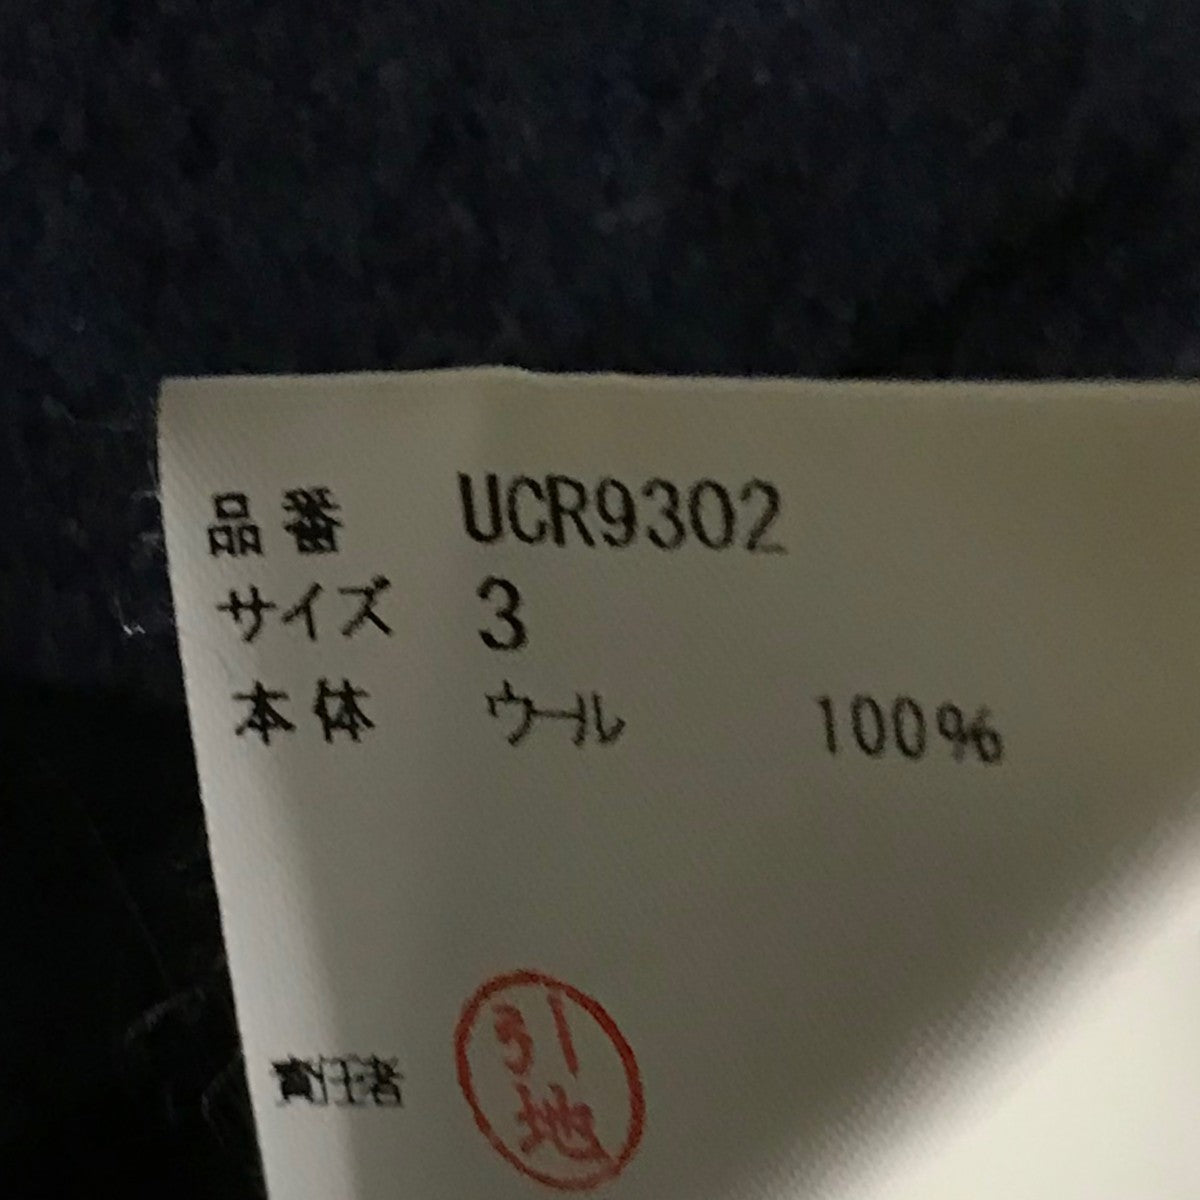 品番 UCR9302
サイズ 3
本体 ウール 100%
責任者 引地